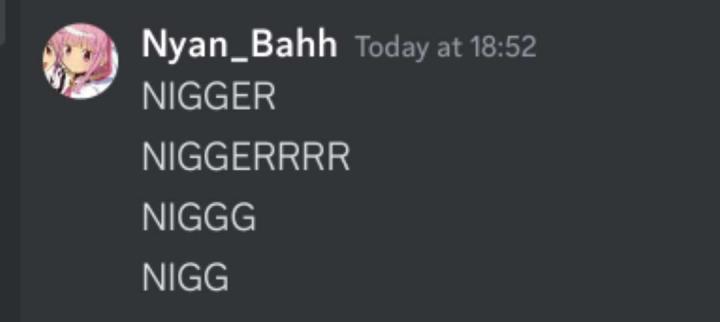 Nyan_Bahh Today at 18:52
NIGGER
NIGGERRRR
NIGGG
NIGG